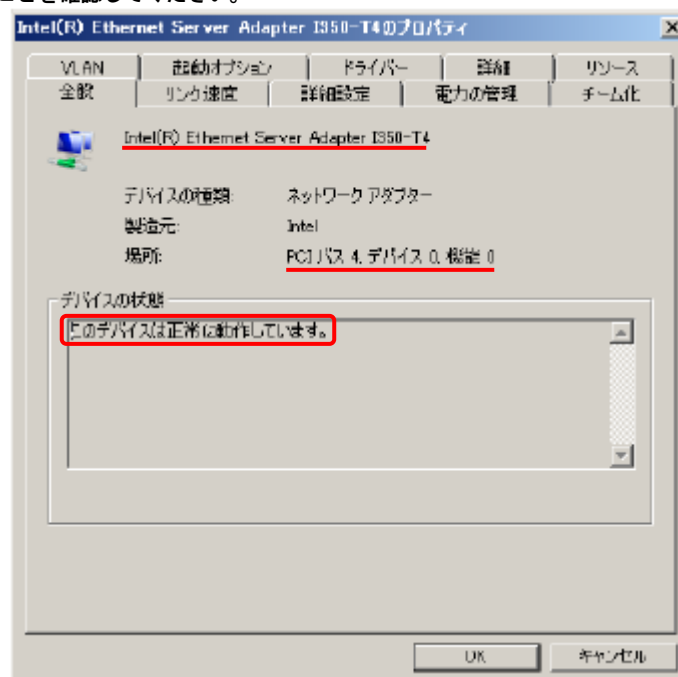 ことを確認してください。
Intel(R) Ethernet Server Adapter I350-T4のプロパティ
VLAN 起動オプション ドライバー 詳細 リソース
全般 リンク速度 詳細設定 電力の管理 チーム化
Intel(R) Ethernet Server Adapter I350-T4
デバイスの種類: ネットワーク アダプター
製造元: Intel
場所: PCI バス 4, デバイス 0, 機能 0
デバイスの状態
このデバイスは正常に動作しています。
OK キャンセル